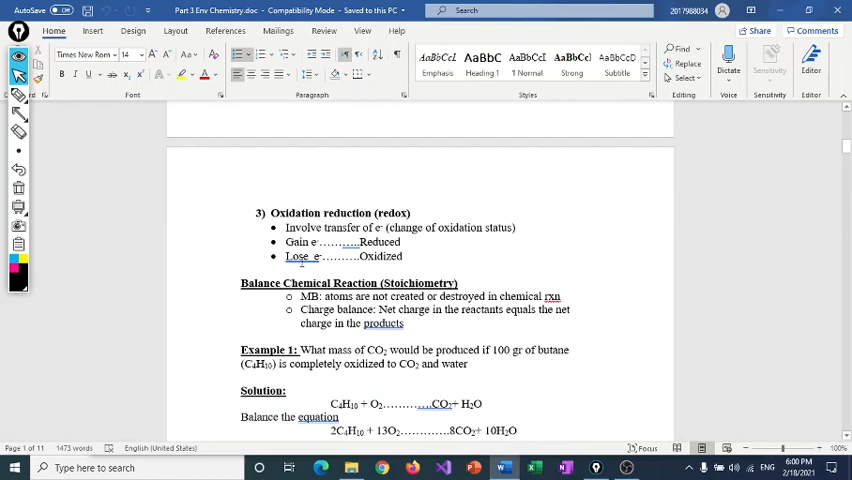 AutoSave Off
Part 3 Env Chemistry.doc - Compatibility Mode - Saved to this PC
Search
2017988034
File Home Insert Design Layout References Mailings Review View Help
Share Comments
Times New Rom 14
Emphasis Heading 1 1 Normal Strong Subtitle
Find
Replace
Select
Dictate
Sensitivity
Editor
Font Paragraph Styles Editing Voice Sensitivity Editor
3) Oxidation reduction (redox)
• Involve transfer of e- (change of oxidation status)
• Gain e-………..Reduced
• Lose e-……….Oxidized
Balance Chemical Reaction (Stoichiometry)
o MB: atoms are not created or destroyed in chemical rxn
o Charge balance: Net charge in the reactants equals the net
charge in the products
Example 1: What mass of CO2 would be produced if 100 gr of butane
(C4H10) is completely oxidized to CO2 and water
Solution:
C4H10 + O2………….CO2+ H2O
Balance the equation
2C4H10 + 13O2………….8CO2+ 10H2O
Page 1 of 11 1473 words English (United States) Focus 100%
Type here to search
ENG
6:00 PM
2/18/2021